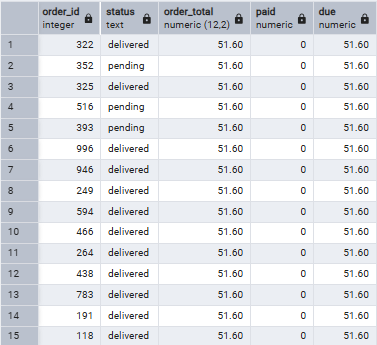 order_id status order_total paid due
integer text numeric (12,2) numeric numeric
1 322 delivered 51.60 0 51.60
2 352 pending 51.60 0 51.60
3 325 delivered 51.60 0 51.60
4 516 pending 51.60 0 51.60
5 393 pending 51.60 0 51.60
6 996 delivered 51.60 0 51.60
7 946 delivered 51.60 0 51.60
8 249 delivered 51.60 0 51.60
9 594 delivered 51.60 0 51.60
10 466 delivered 51.60 0 51.60
11 264 delivered 51.60 0 51.60
12 438 delivered 51.60 0 51.60
13 783 delivered 51.60 0 51.60
14 191 delivered 51.60 0 51.60
15 118 delivered 51.60 0 51.60